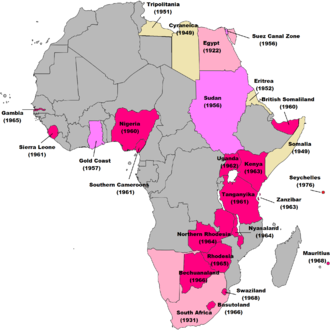 Tripolitania
(1951)
Cyraneica
(1949)
Egypt
(1922)
Suez Canal Zone
(1956)
Eritrea
(1952)
British Somaliland
(1960)
Sudan
(1956)
Gambia
(1965)
Nigeria
(1960)
Somalia
(1949)
Sierra Leone
(1961)
Gold Coast
(1957)
Uganda
(1962)
Kenya
(1963)
Southern Cameroons
(1961)
Seychelles
(1976)
Tanganyika
(1961)
Zanzibar
(1963)
Nyasaland
(1964)
Northern Rhodesia
(1964)
Mauritius
(1968)
Rhodesia
(1965)
Bechuanaland
(1966)
Swaziland
(1968)
South Africa
(1931)
Basutoland
(1966)